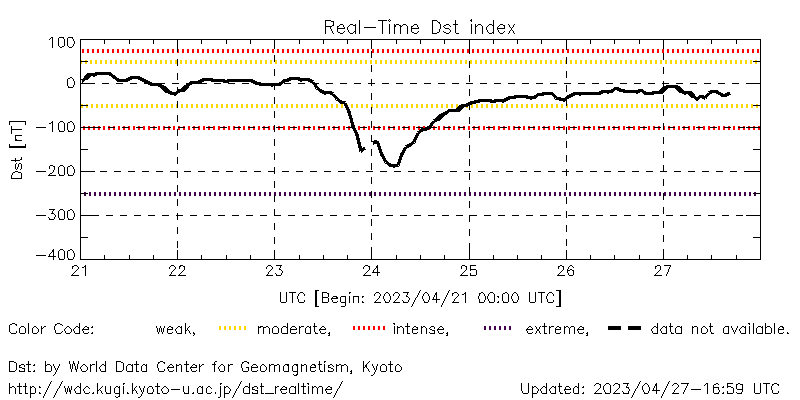 Real-Time Dst index
100
0
-100
-200
-300
-400
Dst [nT]
21 22 23 24 25 26 27
UTC [Begin: 2023/04/21 00:00 UTC]
Color Code: weak, moderate, intense, extreme, data not available.
Dst: by World Data Center for Geomagnetism, Kyoto
http://wdc.kugi.kyoto-u.ac.jp/dst_realtime/ Updated: 2023/04/27-16:59 UTC